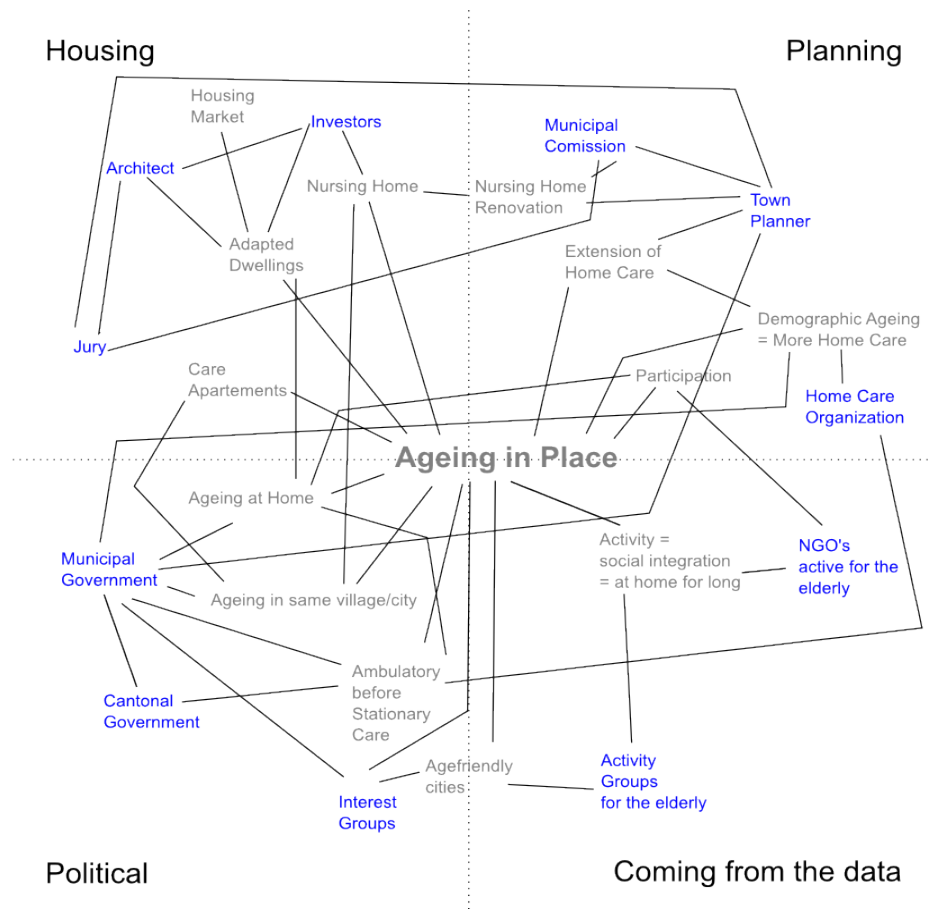 Housing
Planning
Housing
Market
Investors
Municipal
Comission
Architect
Nursing Home
Nursing Home
Renovation
Town
Planner
Adapted
Dwellings
Extension of
Home Care
Demographic Ageing
= More Home Care
Jury
Care
Apartements
Participation
Home Care
Organization
Ageing in Place
Ageing at Home
Municipal
Government
Activity =
social integration
= at home for long
NGO's
active for the
elderly
Ageing in same village/city
Ambulatory
before
Stationary
Care
Cantonal
Government
Agefriendly
cities
Activity
Groups
for the elderly
Interest
Groups
Political
Coming from the data